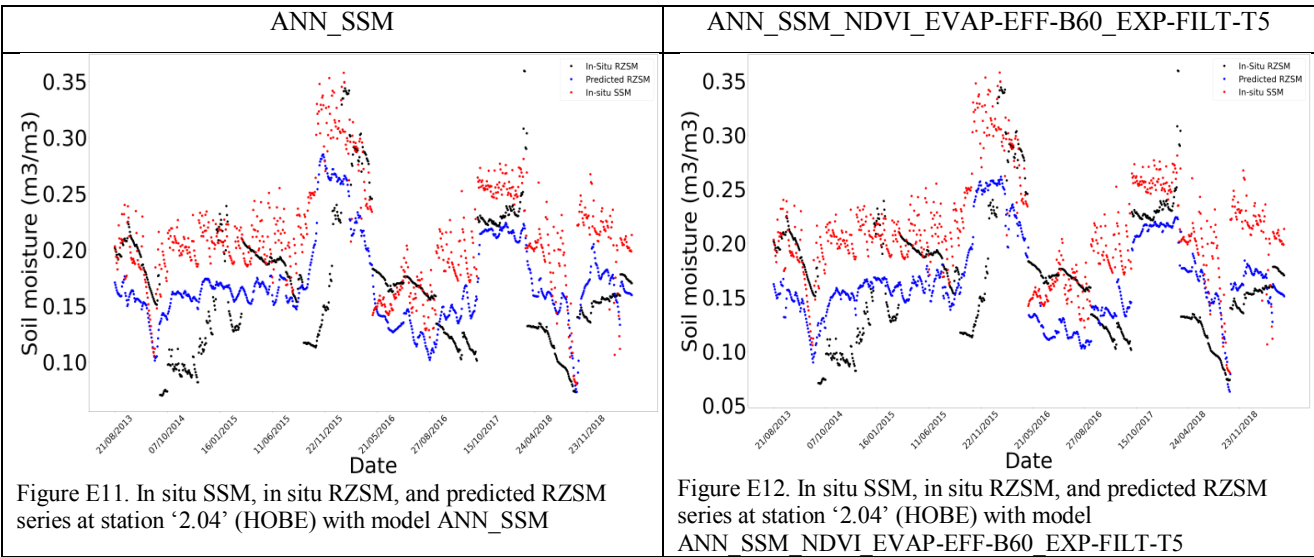 ANN_SSM
ANN_SSM_NDVI_EVAP-EFF-B60_EXP-FILT-T5
In-Situ RZSM
Predicted RZSM
In-situ SSM
0.35
0.30
0.25
0.20
0.15
0.10
Soil moisture (m3/m3)
21/08/2013
07/10/2014
16/01/2015
11/06/2015
22/11/2015
21/05/2016
27/08/2016
15/10/2017
24/04/2018
23/11/2018
Date
Figure E11. In situ SSM, in situ RZSM, and predicted RZSM
series at station ‘2.04’ (HOBE) with model ANN_SSM
In-Situ RZSM
Predicted RZSM
In-situ SSM
0.35
0.30
0.25
0.20
0.15
0.10
0.05
Soil moisture (m3/m3)
21/08/2013
07/10/2014
16/01/2015
11/06/2015
22/11/2015
21/05/2016
27/08/2016
15/10/2017
24/04/2018
23/11/2018
Date
Figure E12. In situ SSM, in situ RZSM, and predicted RZSM
series at station ‘2.04’ (HOBE) with model
ANN_SSM_NDVI_EVAP-EFF-B60_EXP-FILT-T5